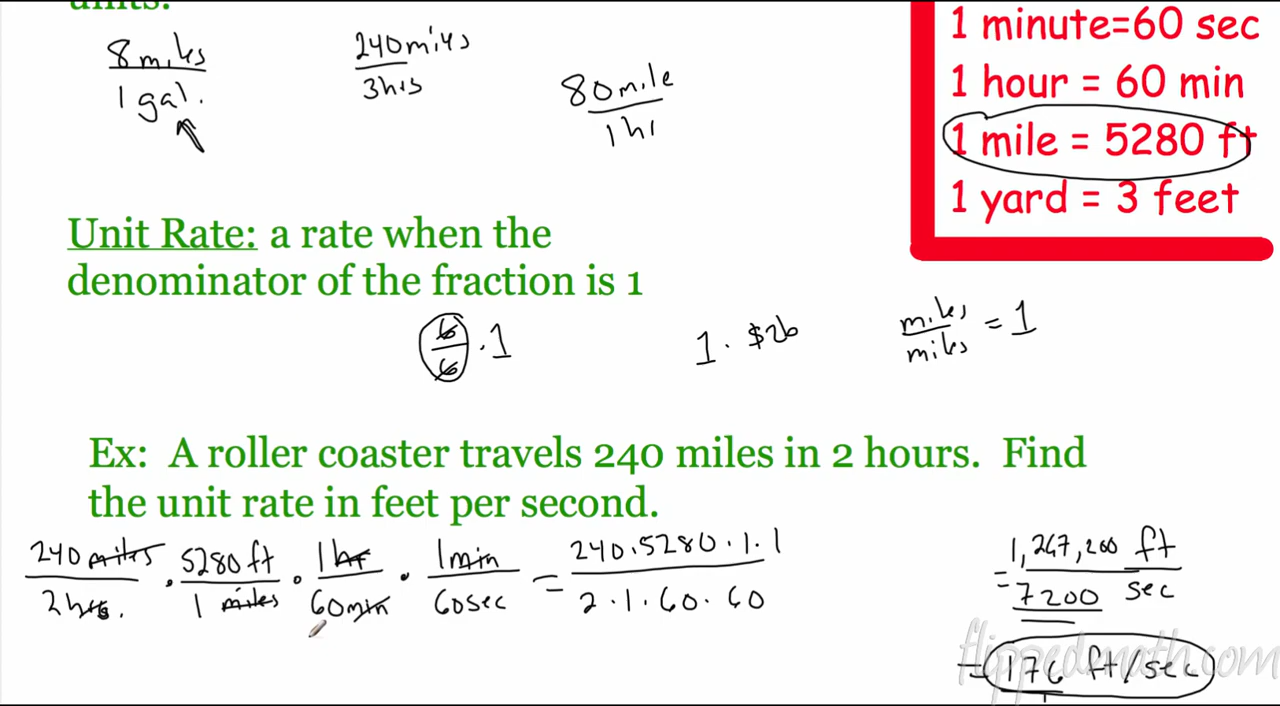 units:
8 miles
1 gal.
240 miles
3 hrs
80 mile
1 hr
1 minute=60 sec
1 hour = 60 min
1 mile = 5280 ft
1 yard = 3 feet
Unit Rate: a rate when the
denominator of the fraction is 1
6/6 · 1
1 · $26
miles/miles = 1
Ex: A roller coaster travels 240 miles in 2 hours. Find
the unit rate in feet per second.
240 miles/2 hrs. · 5280 ft/1 miles · 1 hr/60 min · 1 min/60 sec = 240·5280·1·1/2·1·60·60
= 1,267,200 ft/7200 sec
= 176 ft/sec
flippedmath.com